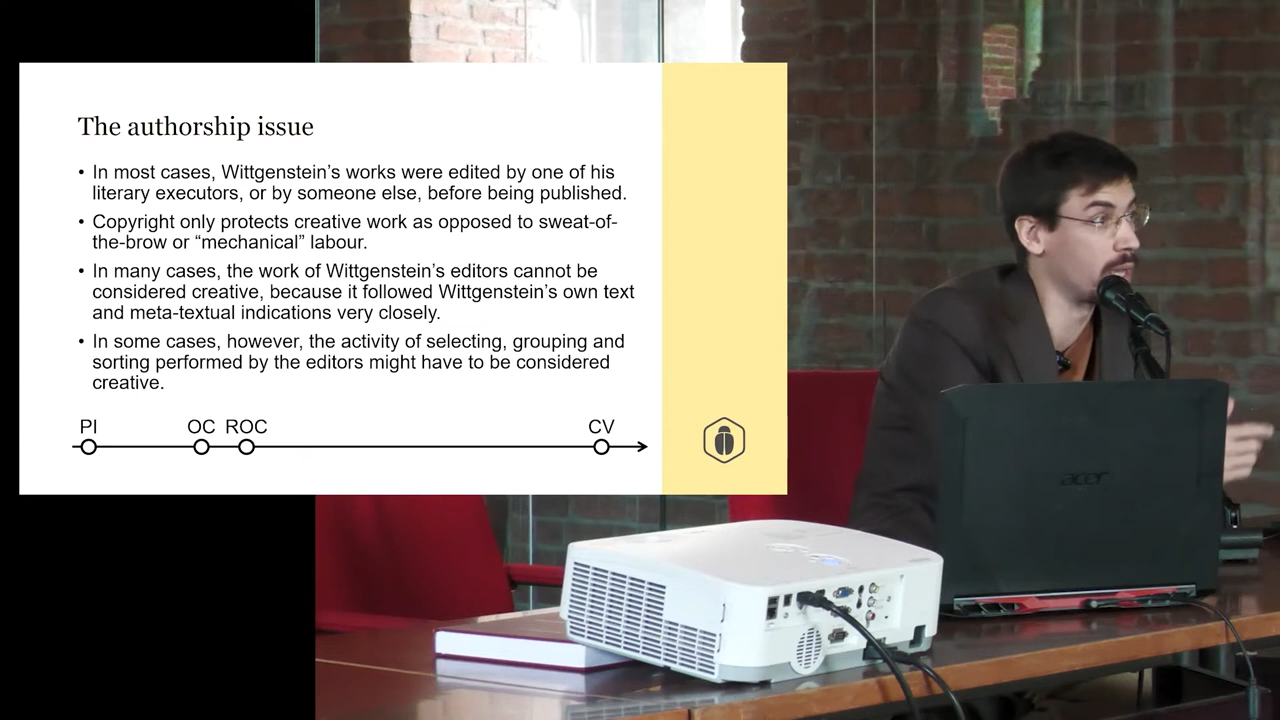 The authorship issue
• In most cases, Wittgenstein's works were edited by one of his
literary executors, or by someone else, before being published.
• Copyright only protects creative work as opposed to sweat-of-
the-brow or “mechanical” labour.
• In many cases, the work of Wittgenstein's editors cannot be
considered creative, because it followed Wittgenstein's own text
and meta-textual indications very closely.
• In some cases, however, the activity of selecting, grouping and
sorting performed by the editors might have to be considered
creative.
PI OC ROC CV
acer